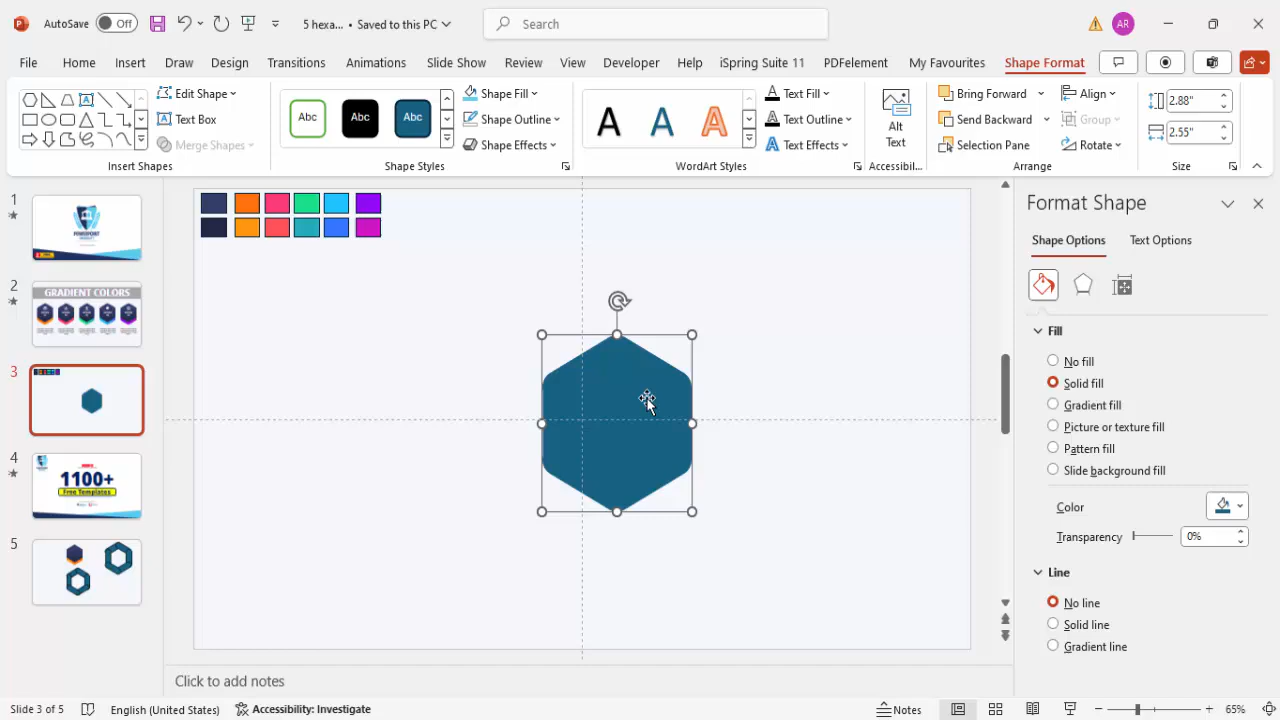 AutoSave Off 5 hexa... • Saved to this PC Search AR
File Home Insert Draw Design Transitions Animations Slide Show Review View Developer Help iSpring Suite 11 PDFelement My Favourites Shape Format
Edit Shape
Text Box
Merge Shapes
Insert Shapes
Abc Abc Abc
Shape Fill
Shape Outline
Shape Effects
Shape Styles
A A A
Text Fill
Text Outline
Text Effects
WordArt Styles
Alt
Text
Accessibil...
Bring Forward
Send Backward
Selection Pane
Align
Group
Rotate
Arrange
2.88"
2.55"
Size
1
2
GRADIENT COLORS
3
4
1100+
Free Templates
5
Format Shape
Shape Options Text Options
Fill
No fill
Solid fill
Gradient fill
Picture or texture fill
Pattern fill
Slide background fill
Color
Transparency 0%
Line
No line
Solid line
Gradient line
Click to add notes
Slide 3 of 5 English (United States) Accessibility: Investigate Notes 65%